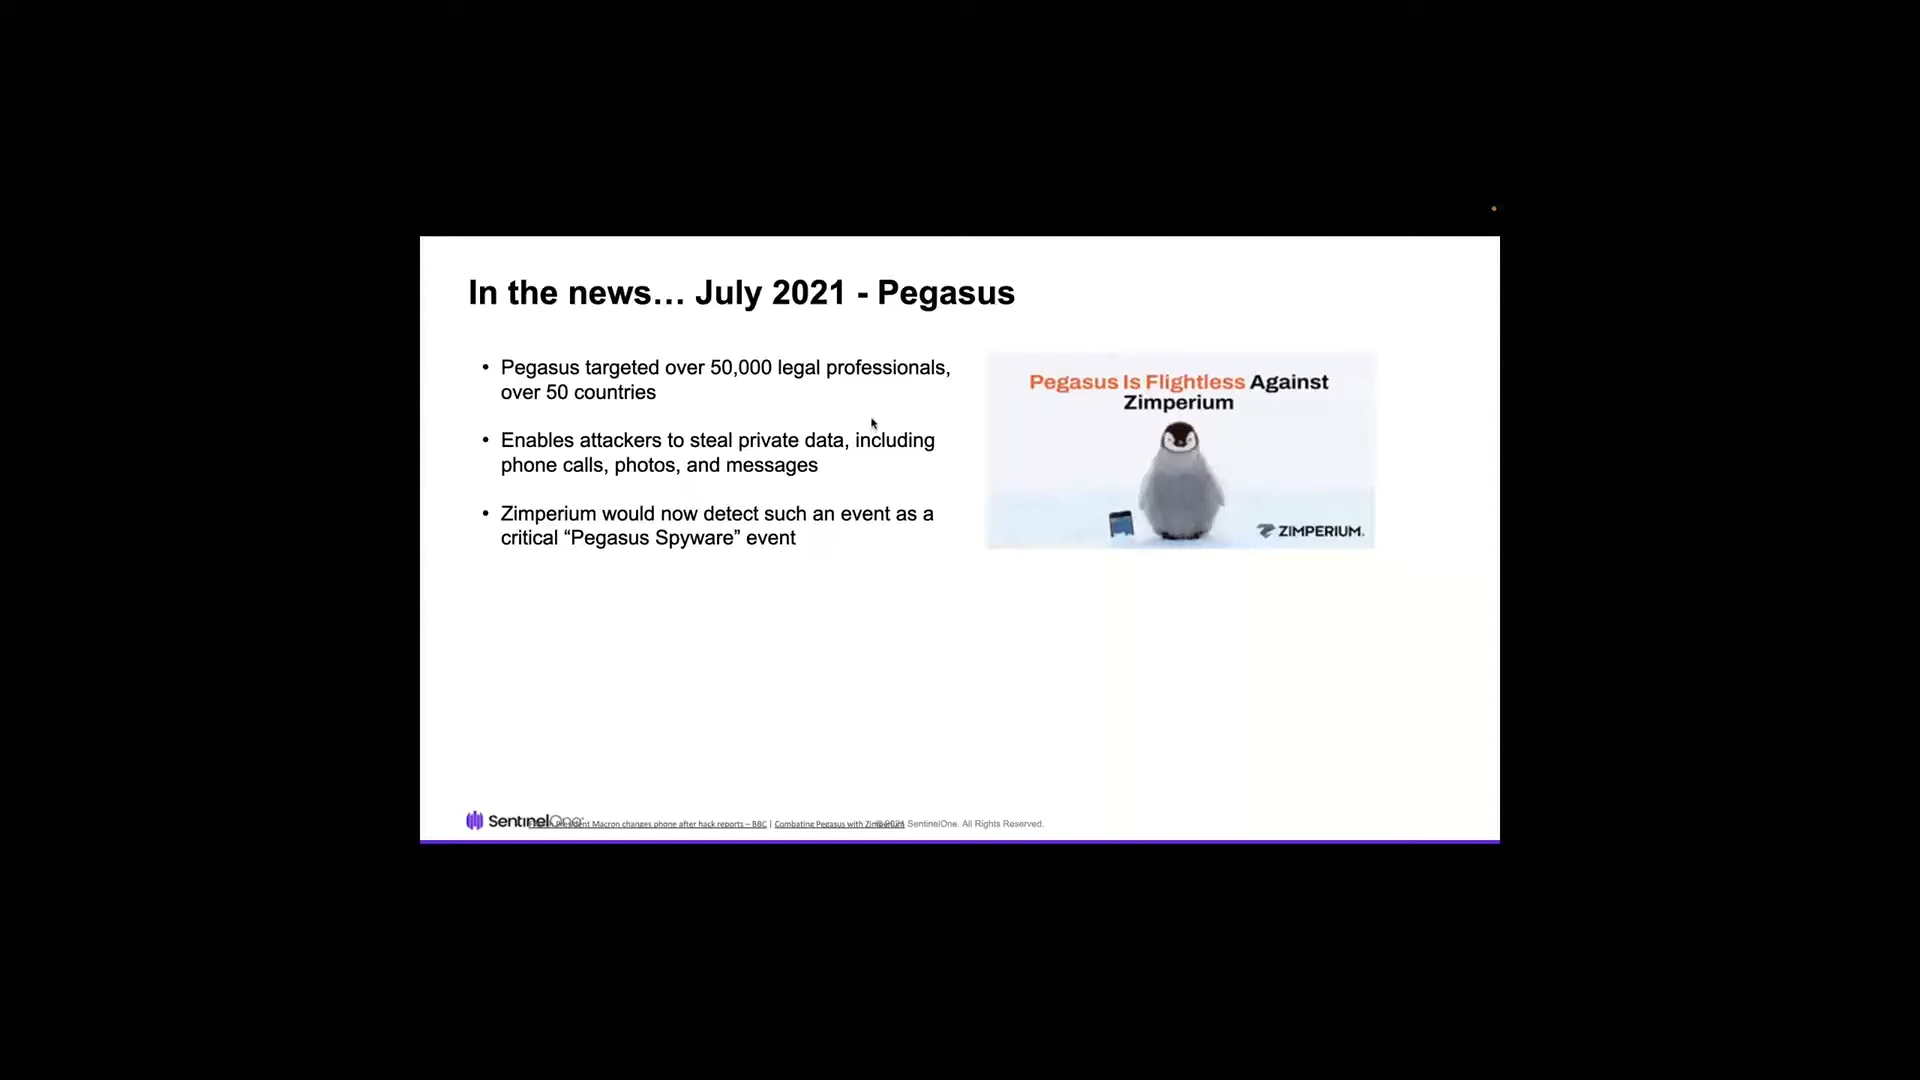 In the news… July 2021 - Pegasus
• Pegasus targeted over 50,000 legal professionals,
over 50 countries
• Enables attackers to steal private data, including
phone calls, photos, and messages
• Zimperium would now detect such an event as a
critical “Pegasus Spyware” event
Pegasus Is Flightless Against
Zimperium
ZIMPERIUM.
SentinelOne
President Macron changes phone after hack reports – BBC | Combating Pegasus with Zimperium
SentinelOne. All Rights Reserved.